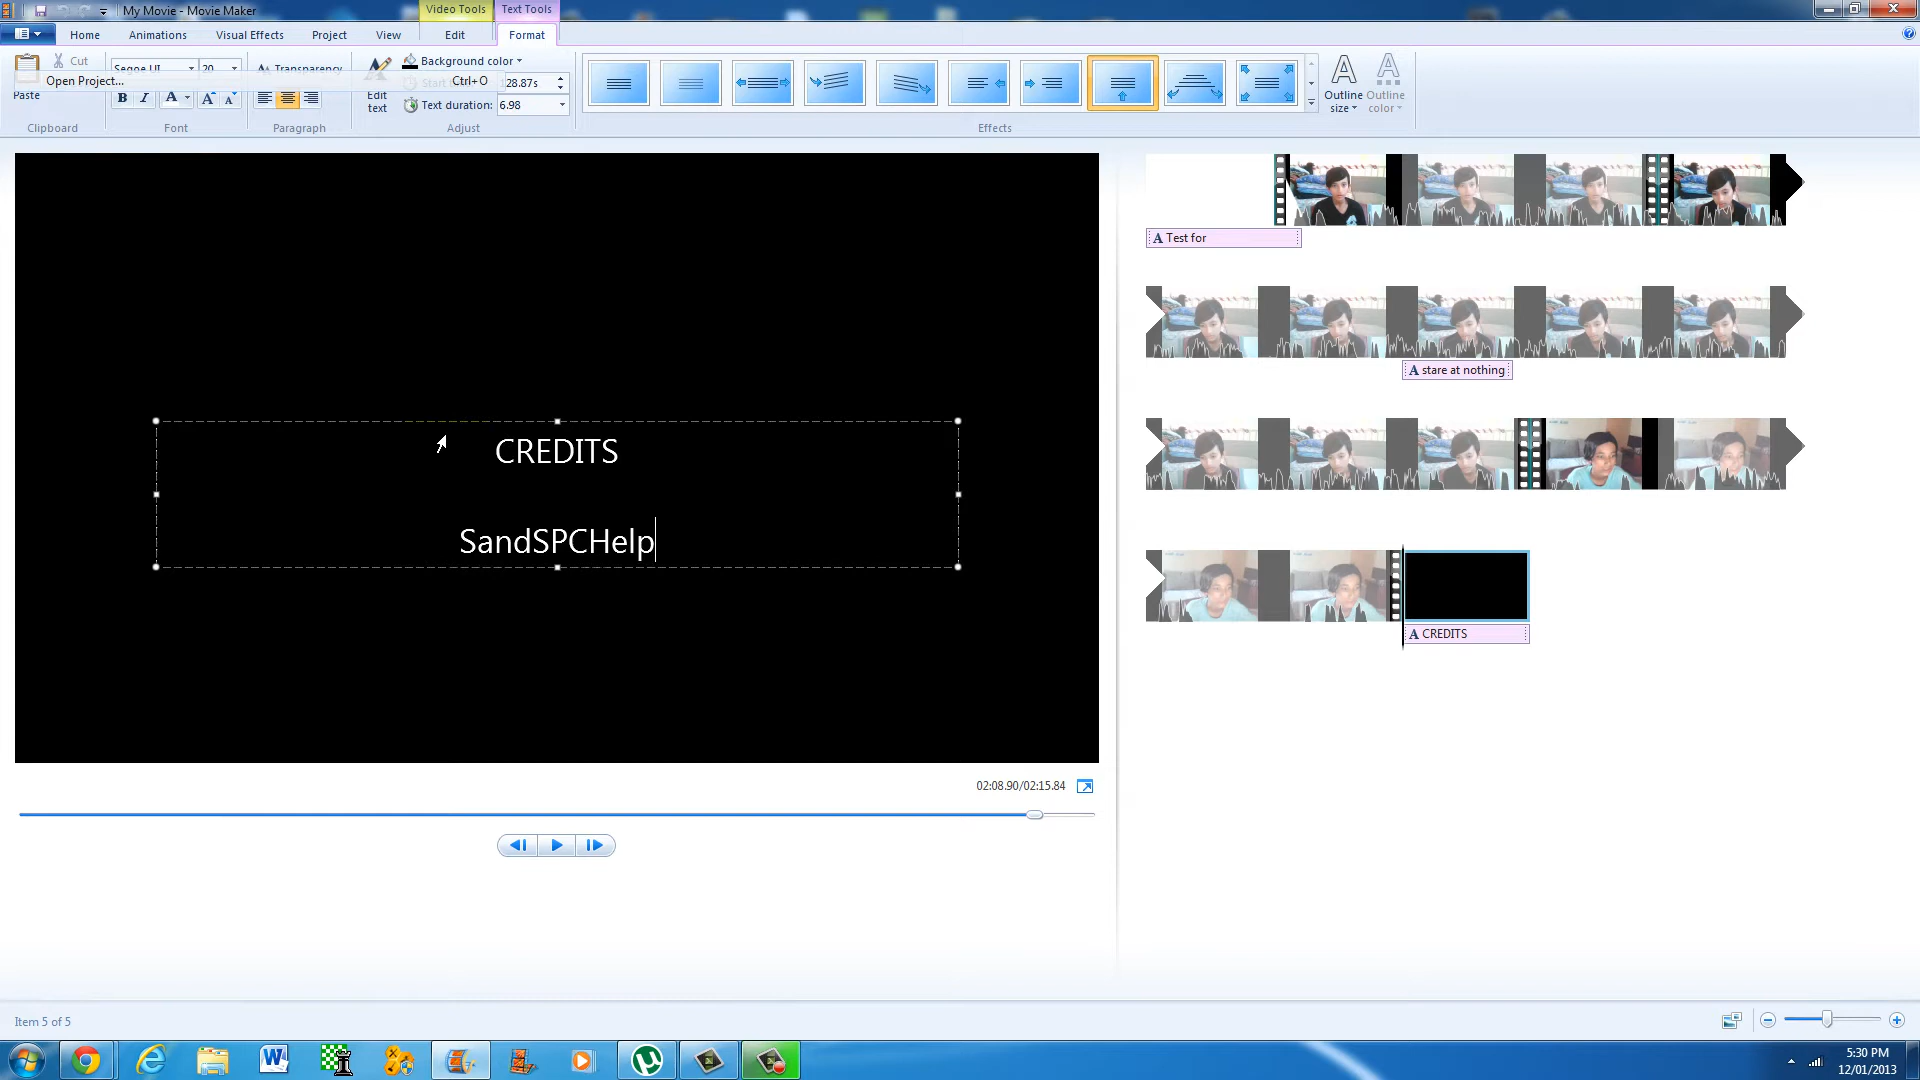 My Movie - Movie Maker
Video Tools
Text Tools
Home
Animations
Visual Effects
Project
View
Edit
Format
Paste
Cut
Open Project...
Ctrl+O
Clipboard
Segoe UI
20
B I A A A
Font
Transparency
Paragraph
Edit text
Background color
28.87s
Text duration: 6.98
Adjust
Effects
Outline size
Outline color
CREDITS
SandSPCHelp
02:08.90/02:15.84
A Test for
A stare at nothing
A CREDITS
Item 5 of 5
5:30 PM
12/01/2013